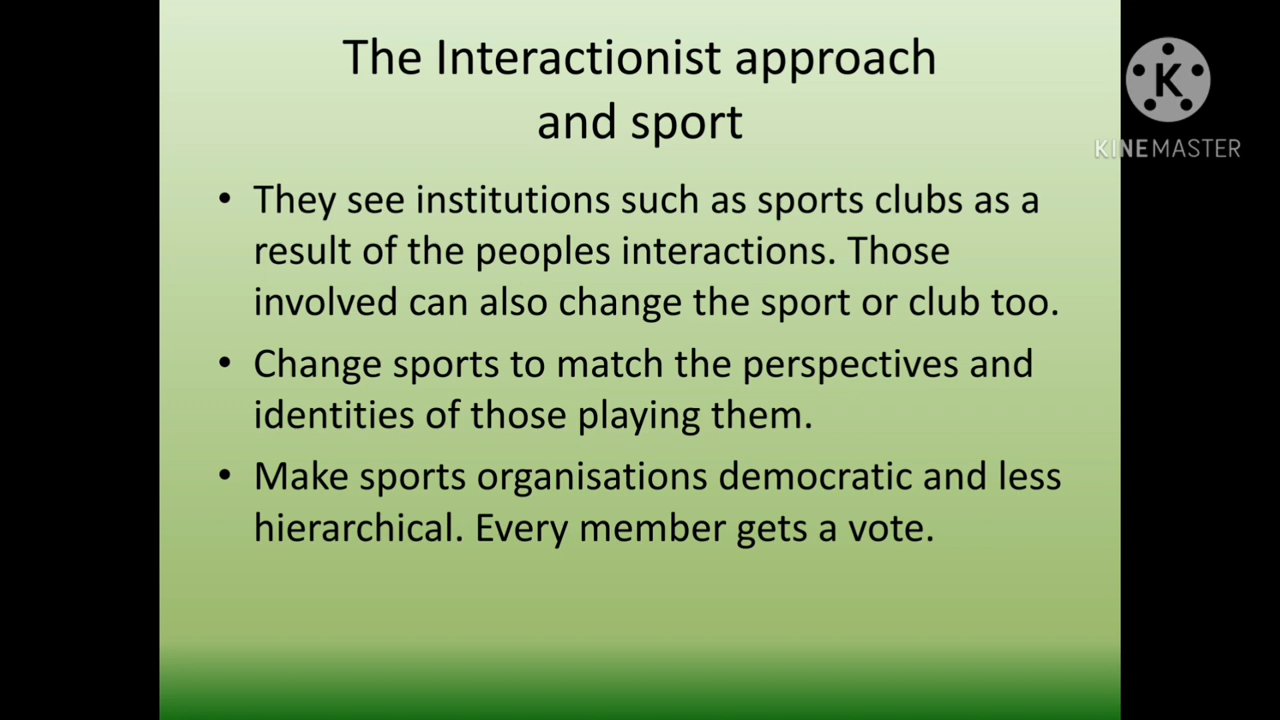 The Interactionist approach
and sport
• They see institutions such as sports clubs as a
result of the peoples interactions. Those
involved can also change the sport or club too.
• Change sports to match the perspectives and
identities of those playing them.
• Make sports organisations democratic and less
hierarchical. Every member gets a vote.
K
KINEMASTER